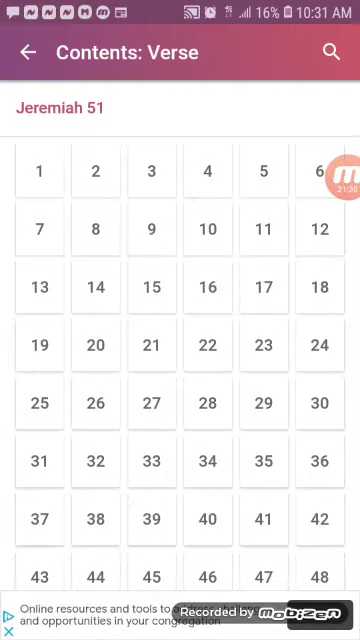 16% 10:31 AM
Contents: Verse
Jeremiah 51
1 2 3 4 5 6
21:20
7 8 9 10 11 12
13 14 15 16 17 18
19 20 21 22 23 24
25 26 27 28 29 30
31 32 33 34 35 36
37 38 39 40 41 42
43 44 45 46 47 48
Online resources and tools to
and opportunities in your congregation
Recorded by mobizen